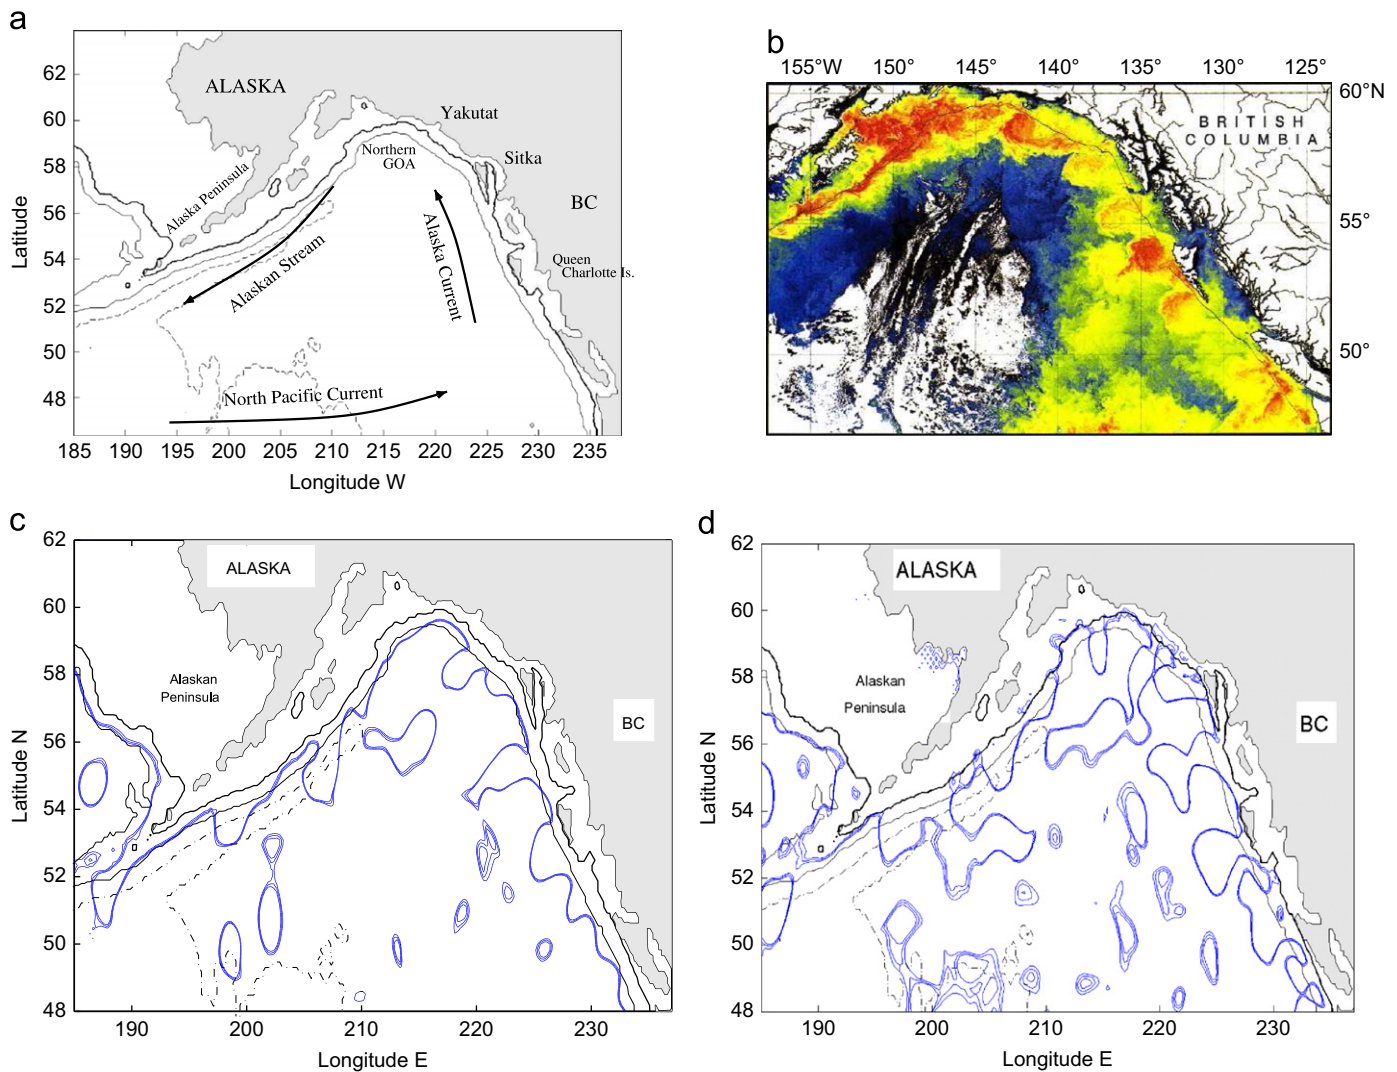 a
62
60
58
56
54
52
50
48
Latitude
185 190 195 200 205 210 215 220 225 230 235
Longitude W
ALASKA
Yakutat
Sitka
Northern
GOA
BC
Alaska Peninsula
Alaskan Stream
Alaska Current
Queen
Charlotte Is.
North Pacific Current
b
155°W 150° 145° 140° 135° 130° 125°
60°N
55°
50°
BRITISH
COLUMBIA
c
62
60
58
56
54
52
50
48
Latitude N
190 200 210 220 230
Longitude E
ALASKA
Alaskan
Peninsula
BC
d
62
60
58
56
54
52
50
48
Latitude N
190 200 210 220 230
Longitude E
ALASKA
Alaskan
Peninsula
BC